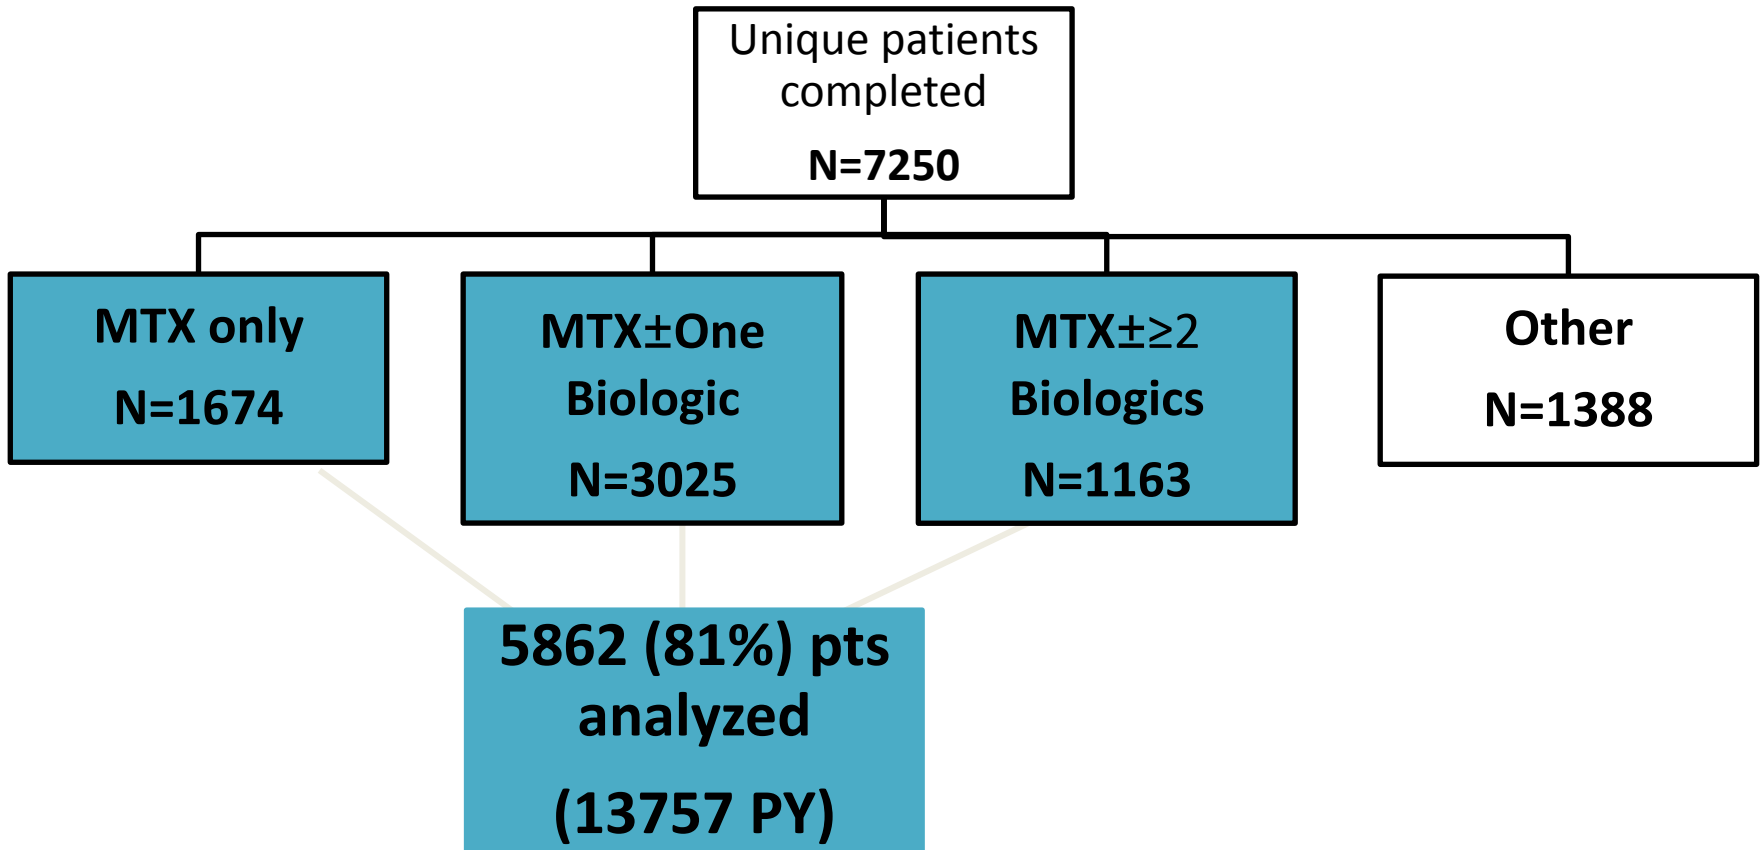 Unique patients
completed
N=7250
MTX only
N=1674
MTX±One
Biologic
N=3025
MTX±≥2
Biologics
N=1163
Other
N=1388
5862 (81%) pts
analyzed
(13757 PY)